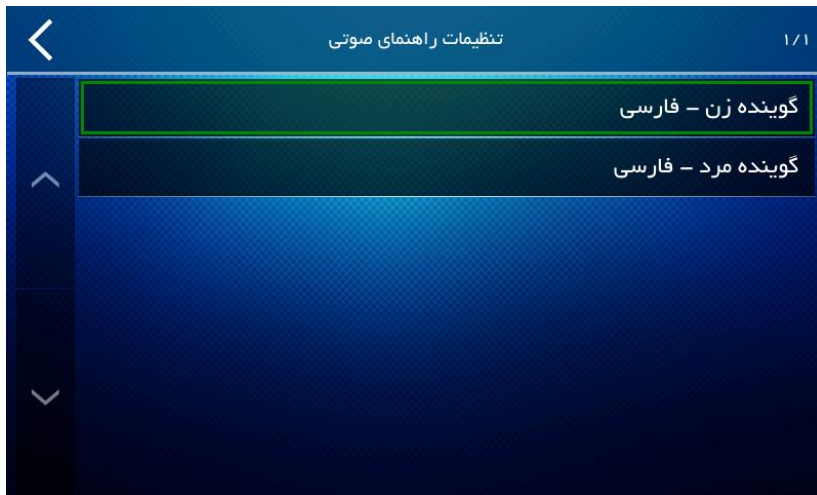 تنظیمات راهنمای صوتی
۱/۱
گوینده زن – فارسی
گوینده مرد – فارسی